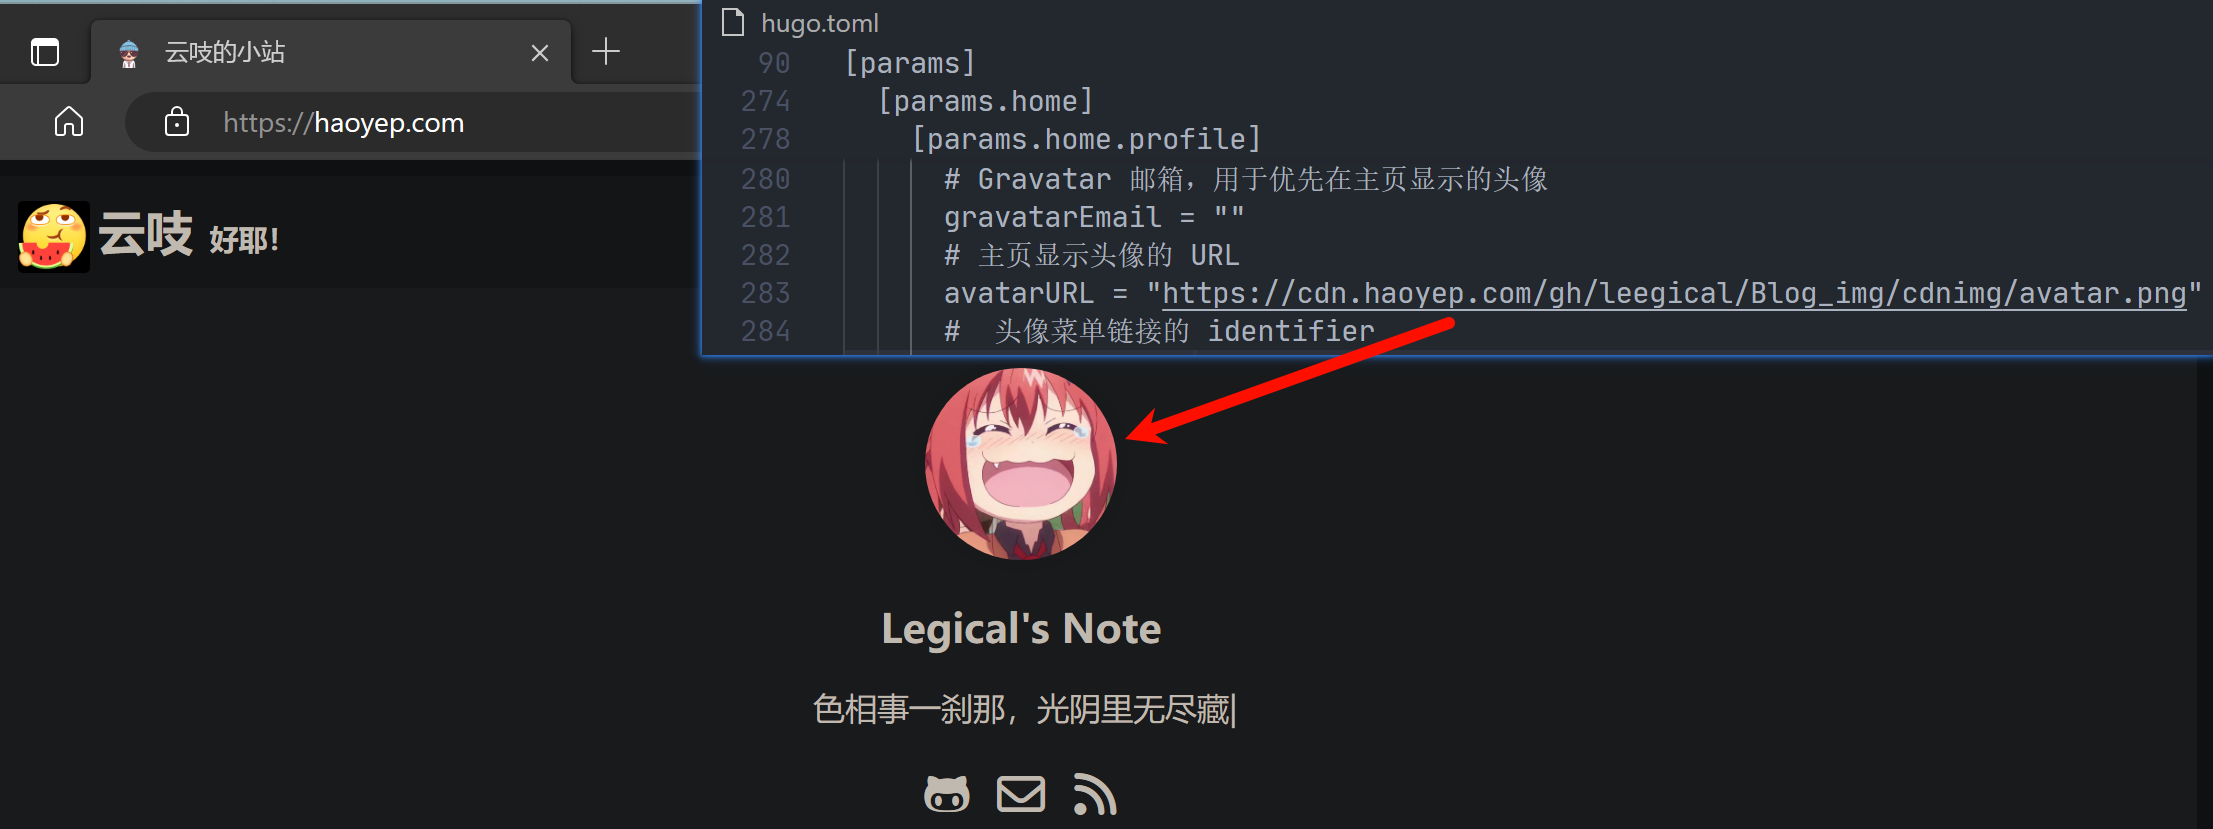 云吱的小站
https://haoyep.com
云吱 好耶!
hugo.toml
90 [params]
274 [params.home]
278 [params.home.profile]
280 # Gravatar 邮箱，用于优先在主页显示的头像
281 gravatarEmail = ""
282 # 主页显示头像的 URL
283 avatarURL = "https://cdn.haoyep.com/gh/leegical/Blog_img/cdnimg/avatar.png"
284 # 头像菜单链接的 identifier
Legical's Note
色相事一刹那，光阴里无尽藏|